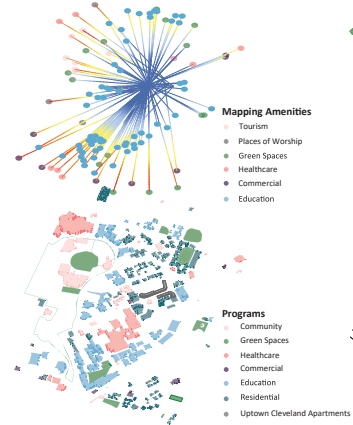 Mapping Amenities
Tourism
Places of Worship
Green Spaces
Healthcare
Commercial
Education
Programs
Community
Green Spaces
Healthcare
Commercial
Education
Residential
Uptown Cleveland Apartments